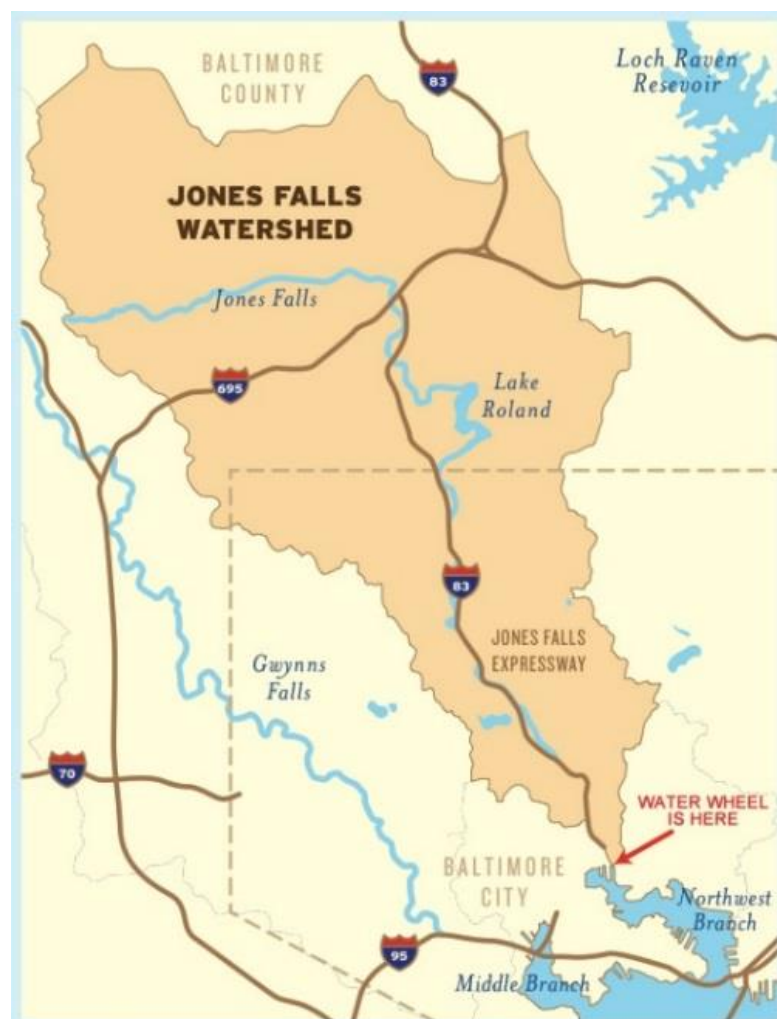 BALTIMORE
COUNTY
83
Loch Raven
Resevoir
JONES FALLS
WATERSHED
Jones Falls
695
Lake
Roland
83
JONES FALLS
EXPRESSWAY
Gwynns
Falls
70
WATER WHEEL
IS HERE
BALTIMORE
CITY
Northwest
Branch
95
Middle Branch